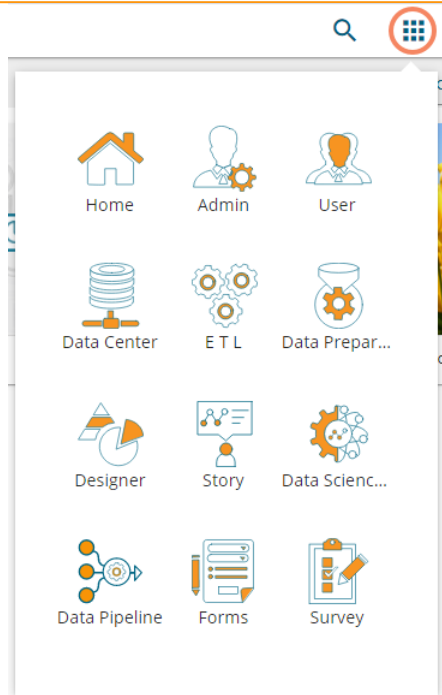 Home Admin User
Data Center E T L Data Prepar...
Designer Story Data Scienc...
Data Pipeline Forms Survey